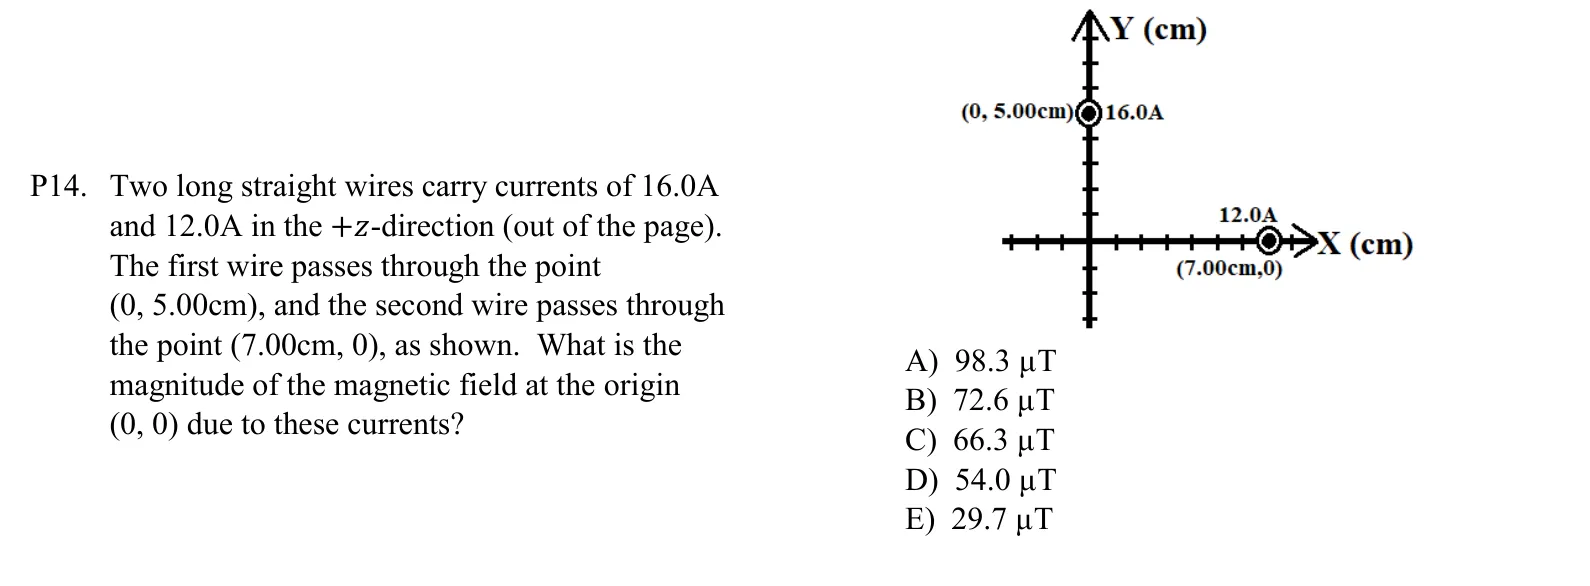 Y (cm)
(0, 5.00cm) 16.0A
P14. Two long straight wires carry currents of 16.0A
and 12.0A in the +z-direction (out of the page).
The first wire passes through the point
(0, 5.00cm), and the second wire passes through
the point (7.00cm, 0), as shown. What is the
magnitude of the magnetic field at the origin
(0, 0) due to these currents?
12.0A
X (cm)
(7.00cm,0)
A) 98.3 μT
B) 72.6 μT
C) 66.3 μT
D) 54.0 μT
E) 29.7 μT